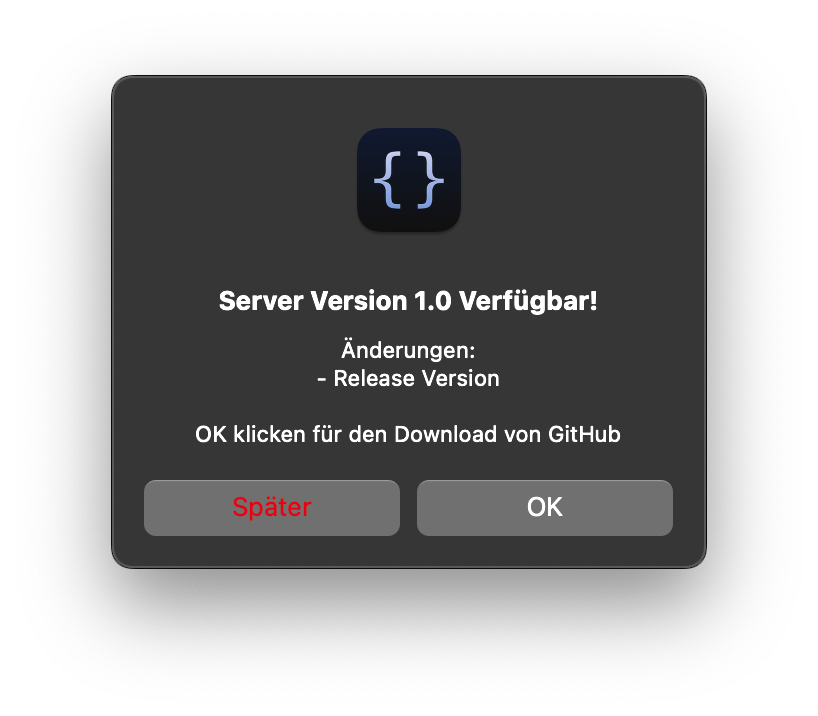 {}
Server Version 1.0 Verfügbar!
Änderungen:
- Release Version
OK klicken für den Download von GitHub
Später
OK